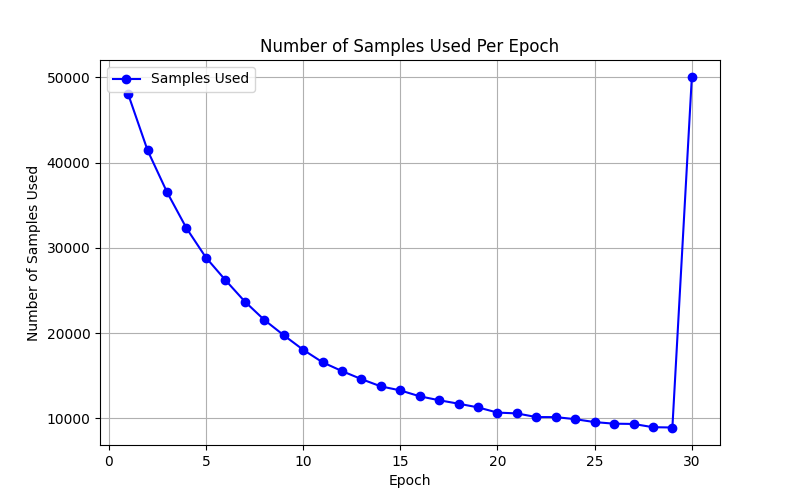 Number of Samples Used Per Epoch
Samples Used
Number of Samples Used
50000
40000
30000
20000
10000
0 5 10 15 20 25 30
Epoch